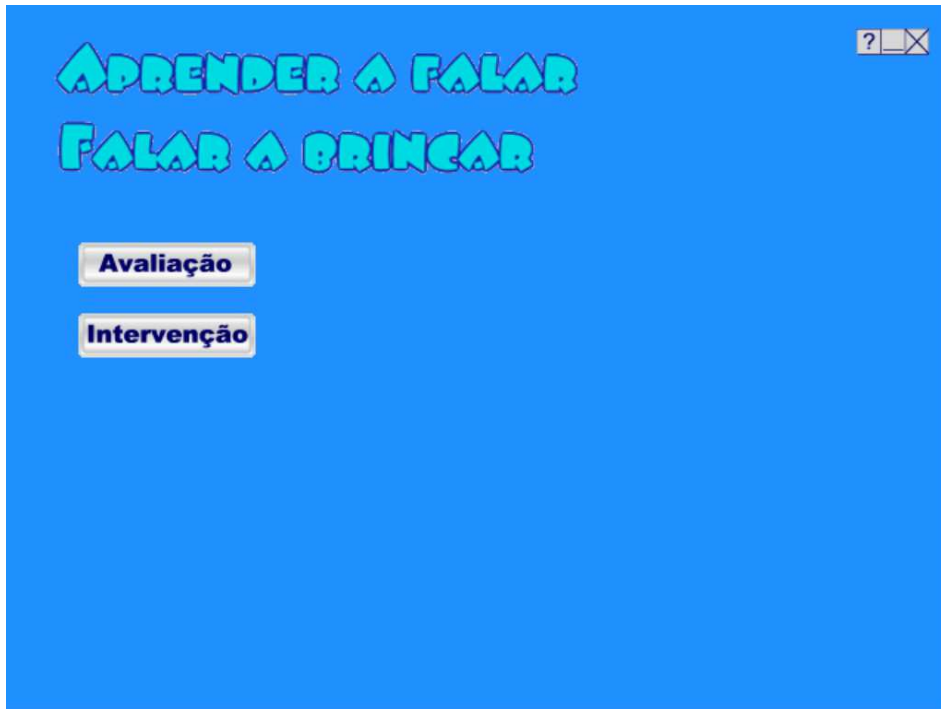 Aprender a falar
Falar a brincar
?
Avaliação
Intervenção